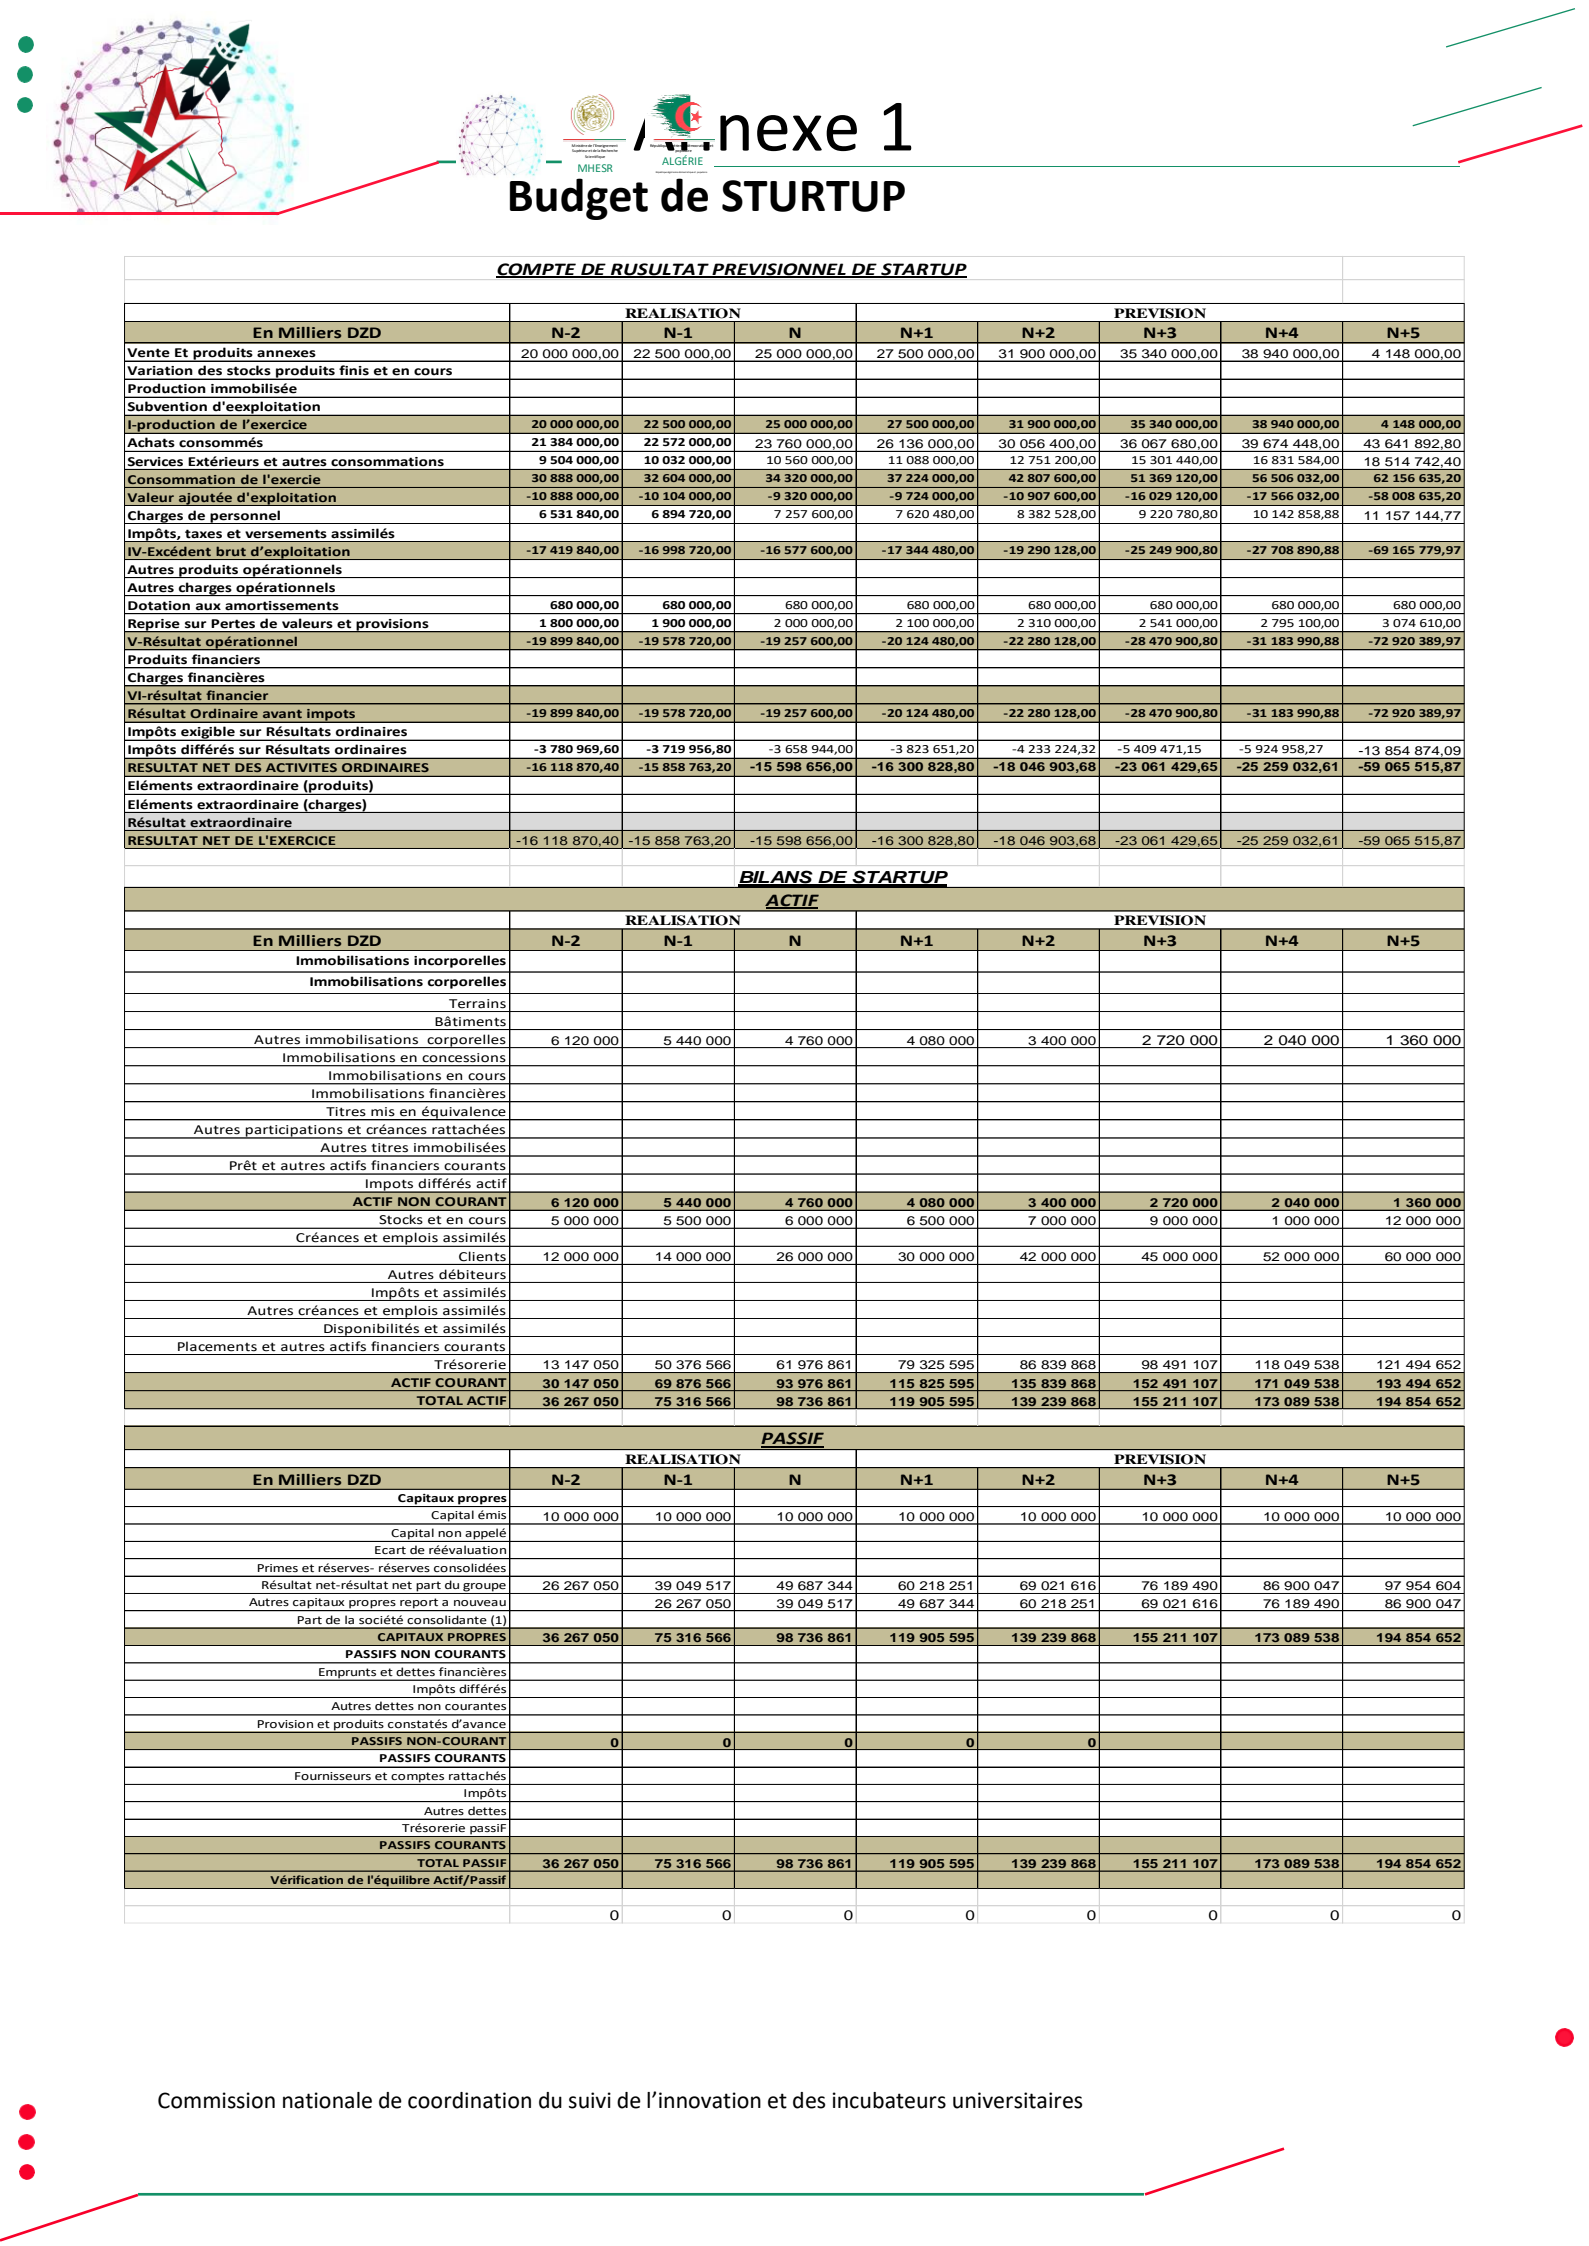 Annexe 1
Ministère de l'Enseignement
Supérieur et de la Recherche
Scientifique
MHESR
ALGÉRIE
Budget de STURTUP
COMPTE DE RUSULTAT PREVISIONNEL DE STARTUP
REALISATION PREVISION
En Milliers DZD N-2 N-1 N N+1 N+2 N+3 N+4 N+5
Vente Et produits annexes 20 000 000,00 22 500 000,00 25 000 000,00 27 500 000,00 31 900 000,00 35 340 000,00 38 940 000,00 4 148 000,00
Variation des stocks produits finis et en cours
Production immobilisée
Subvention d'eexploitation
I-production de l’exercice 20 000 000,00 22 500 000,00 25 000 000,00 27 500 000,00 31 900 000,00 35 340 000,00 38 940 000,00 4 148 000,00
Achats consommés 21 384 000,00 22 572 000,00 23 760 000,00 26 136 000,00 30 056 400,00 36 067 680,00 39 674 448,00 43 641 892,80
Services Extérieurs et autres consommations 9 504 000,00 10 032 000,00 10 560 000,00 11 088 000,00 12 751 200,00 15 301 440,00 16 831 584,00 18 514 742,40
Consommation de l'exercie 30 888 000,00 32 604 000,00 34 320 000,00 37 224 000,00 42 807 600,00 51 369 120,00 56 506 032,00 62 156 635,20
Valeur ajoutée d'exploitation -10 888 000,00 -10 104 000,00 -9 320 000,00 -9 724 000,00 -10 907 600,00 -16 029 120,00 -17 566 032,00 -58 008 635,20
Charges de personnel 6 531 840,00 6 894 720,00 7 257 600,00 7 620 480,00 8 382 528,00 9 220 780,80 10 142 858,88 11 157 144,77
Impôts, taxes et versements assimilés
IV-Excédent brut d’exploitation -17 419 840,00 -16 998 720,00 -16 577 600,00 -17 344 480,00 -19 290 128,00 -25 249 900,80 -27 708 890,88 -69 165 779,97
Autres produits opérationnels
Autres charges opérationnels
Dotation aux amortissements 680 000,00 680 000,00 680 000,00 680 000,00 680 000,00 680 000,00 680 000,00 680 000,00
Reprise sur Pertes de valeurs et provisions 1 800 000,00 1 900 000,00 2 000 000,00 2 100 000,00 2 310 000,00 2 541 000,00 2 795 100,00 3 074 610,00
V-Résultat opérationnel -19 899 840,00 -19 578 720,00 -19 257 600,00 -20 124 480,00 -22 280 128,00 -28 470 900,80 -31 183 990,88 -72 920 389,97
Produits financiers
Charges financières
VI-résultat financier
Résultat Ordinaire avant impots -19 899 840,00 -19 578 720,00 -19 257 600,00 -20 124 480,00 -22 280 128,00 -28 470 900,80 -31 183 990,88 -72 920 389,97
Impôts exigible sur Résultats ordinaires
Impôts différés sur Résultats ordinaires -3 780 969,60 -3 719 956,80 -3 658 944,00 -3 823 651,20 -4 233 224,32 -5 409 471,15 -5 924 958,27 -13 854 874,09
RESULTAT NET DES ACTIVITES ORDINAIRES -16 118 870,40 -15 858 763,20 -15 598 656,00 -16 300 828,80 -18 046 903,68 -23 061 429,65 -25 259 032,61 -59 065 515,87
Eléments extraordinaire (produits)
Eléments extraordinaire (charges)
Résultat extraordinaire
RESULTAT NET DE L'EXERCICE -16 118 870,40 -15 858 763,20 -15 598 656,00 -16 300 828,80 -18 046 903,68 -23 061 429,65 -25 259 032,61 -59 065 515,87
BILANS DE STARTUP
ACTIF
REALISATION PREVISION
En Milliers DZD N-2 N-1 N N+1 N+2 N+3 N+4 N+5
Immobilisations incorporelles
Immobilisations corporelles
Terrains
Bâtiments
Autres immobilisations corporelles 6 120 000 5 440 000 4 760 000 4 080 000 3 400 000 2 720 000 2 040 000 1 360 000
Immobilisations en concessions
Immobilisations en cours
Immobilisations financières
Titres mis en équivalence
Autres participations et créances rattachées
Autres titres immobilisées
Prêt et autres actifs financiers courants
Impots différés actif
ACTIF NON COURANT 6 120 000 5 440 000 4 760 000 4 080 000 3 400 000 2 720 000 2 040 000 1 360 000
Stocks et en cours 5 000 000 5 500 000 6 000 000 6 500 000 7 000 000 9 000 000 1 000 000 12 000 000
Créances et emplois assimilés
Clients 12 000 000 14 000 000 26 000 000 30 000 000 42 000 000 45 000 000 52 000 000 60 000 000
Autres débiteurs
Impôts et assimilés
Autres créances et emplois assimilés
Disponibilités et assimilés
Placements et autres actifs financiers courants
Trésorerie 13 147 050 50 376 566 61 976 861 79 325 595 86 839 868 98 491 107 118 049 538 121 494 652
ACTIF COURANT 30 147 050 69 876 566 93 976 861 115 825 595 135 839 868 152 491 107 171 049 538 193 494 652
TOTAL ACTIF 36 267 050 75 316 566 98 736 861 119 905 595 139 239 868 155 211 107 173 089 538 194 854 652
PASSIF
REALISATION PREVISION
En Milliers DZD N-2 N-1 N N+1 N+2 N+3 N+4 N+5
Capitaux propres
Capital émis 10 000 000 10 000 000 10 000 000 10 000 000 10 000 000 10 000 000 10 000 000 10 000 000
Capital non appelé
Ecart de réévaluation
Primes et réserves- réserves consolidées
Résultat net-résultat net part du groupe 26 267 050 39 049 517 49 687 344 60 218 251 69 021 616 76 189 490 86 900 047 97 954 604
Autres capitaux propres report a nouveau 26 267 050 39 049 517 49 687 344 60 218 251 69 021 616 76 189 490 86 900 047
Part de la société consolidante (1)
CAPITAUX PROPRES 36 267 050 75 316 566 98 736 861 119 905 595 139 239 868 155 211 107 173 089 538 194 854 652
PASSIFS NON COURANTS
Emprunts et dettes financières
Impôts différés
Autres dettes non courantes
Provision et produits constatés d’avance
PASSIFS NON-COURANT 0 0 0 0 0
PASSIFS COURANTS
Fournisseurs et comptes rattachés
Impôts
Autres dettes
Trésorerie passiF
PASSIFS COURANTS
TOTAL PASSIF 36 267 050 75 316 566 98 736 861 119 905 595 139 239 868 155 211 107 173 089 538 194 854 652
Vérification de l'équilibre Actif/Passif
0 0 0 0 0 0 0 0
Commission nationale de coordination du suivi de l’innovation et des incubateurs universitaires